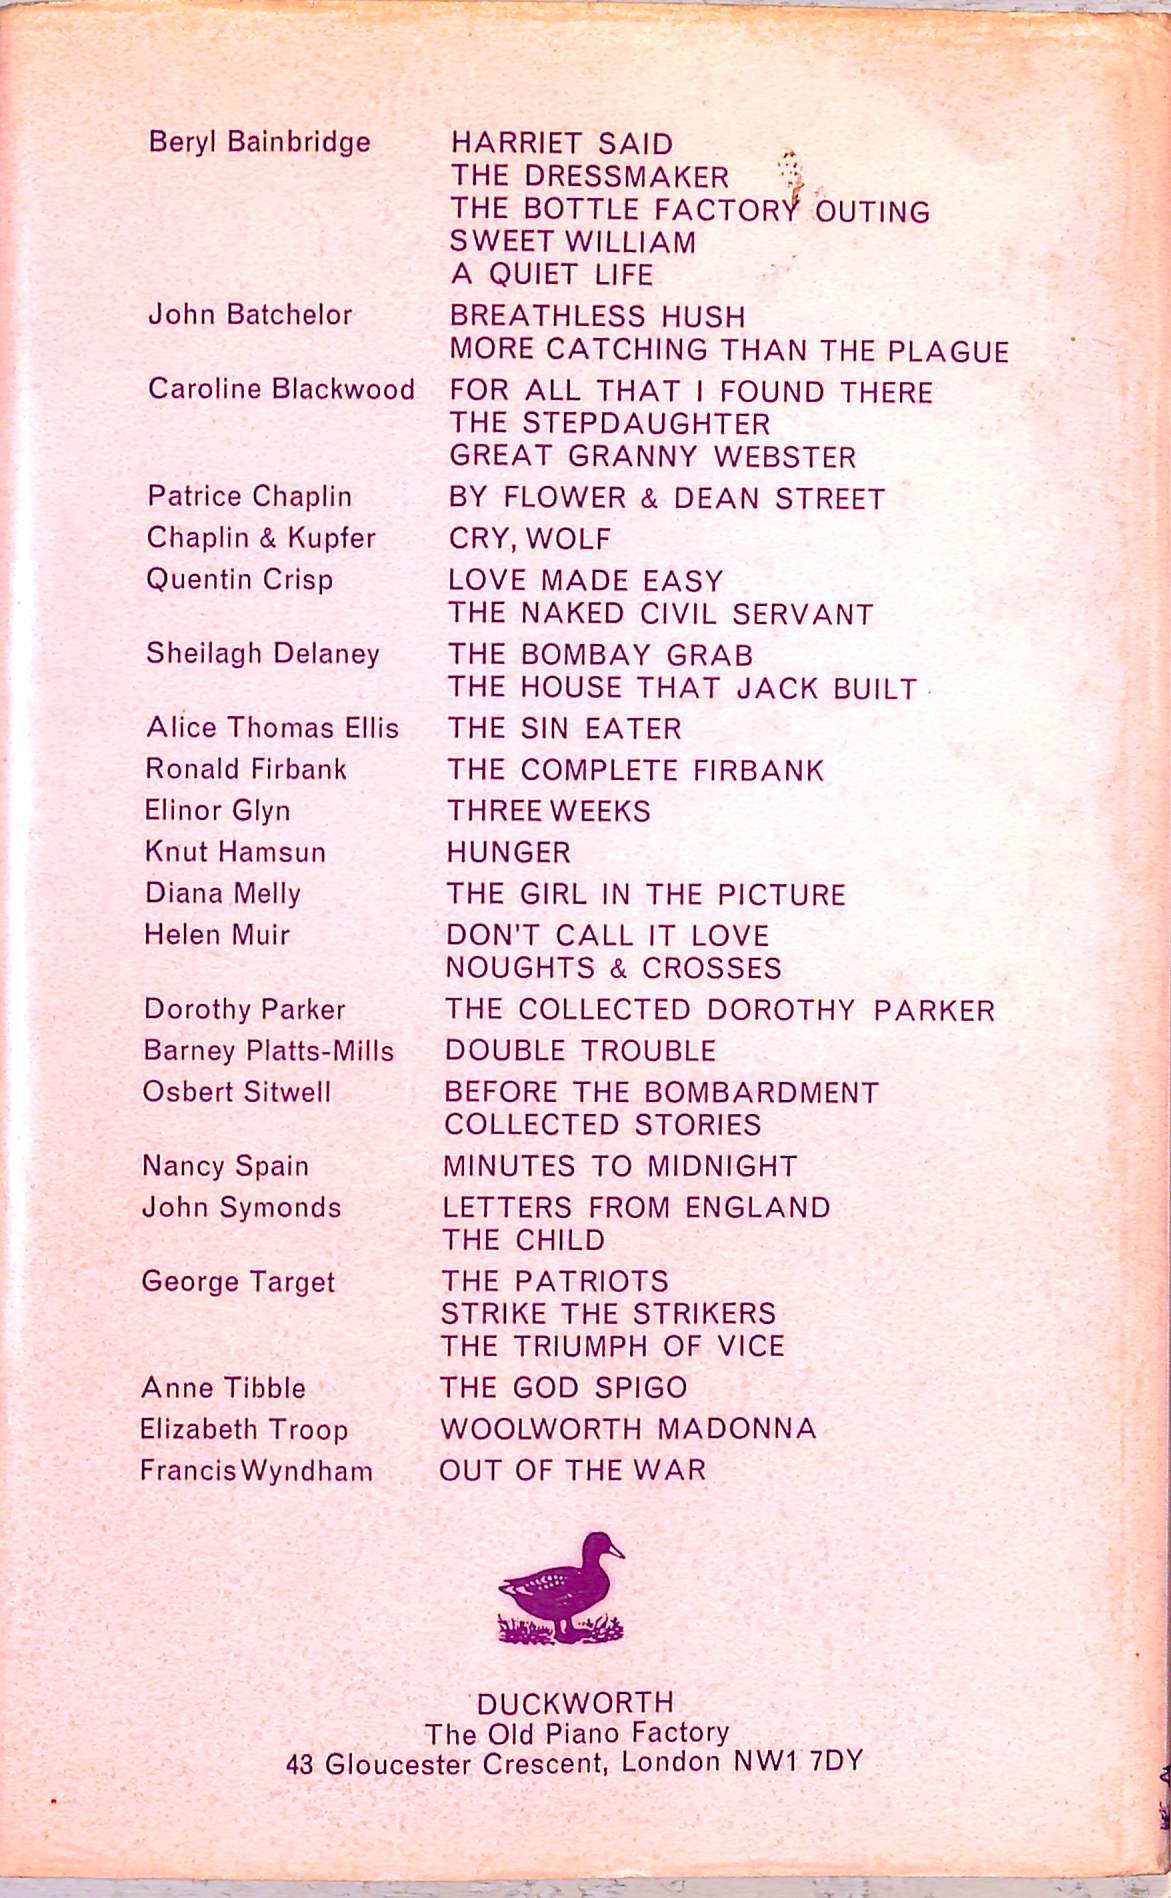 Beryl Bainbridge HARRIET SAID
THE DRESSMAKER
THE BOTTLE FACTORY OUTING
SWEET WILLIAM
A QUIET LIFE
John Batchelor BREATHLESS HUSH
MORE CATCHING THAN THE PLAGUE
Caroline Blackwood FOR ALL THAT I FOUND THERE
THE STEPDAUGHTER
GREAT GRANNY WEBSTER
Patrice Chaplin BY FLOWER & DEAN STREET
Chaplin & Kupfer CRY, WOLF
Quentin Crisp LOVE MADE EASY
THE NAKED CIVIL SERVANT
Sheilagh Delaney THE BOMBAY GRAB
THE HOUSE THAT JACK BUILT
Alice Thomas Ellis THE SIN EATER
Ronald Firbank THE COMPLETE FIRBANK
Elinor Glyn THREE WEEKS
Knut Hamsun HUNGER
Diana Melly THE GIRL IN THE PICTURE
Helen Muir DON'T CALL IT LOVE
NOUGHTS & CROSSES
Dorothy Parker THE COLLECTED DOROTHY PARKER
Barney Platts-Mills DOUBLE TROUBLE
Osbert Sitwell BEFORE THE BOMBARDMENT
COLLECTED STORIES
Nancy Spain MINUTES TO MIDNIGHT
John Symonds LETTERS FROM ENGLAND
THE CHILD
George Target THE PATRIOTS
STRIKE THE STRIKERS
THE TRIUMPH OF VICE
Anne Tibble THE GOD SPIGO
Elizabeth Troop WOOLWORTH MADONNA
Francis Wyndham OUT OF THE WAR
DUCKWORTH
The Old Piano Factory
43 Gloucester Crescent, London NW1 7DY